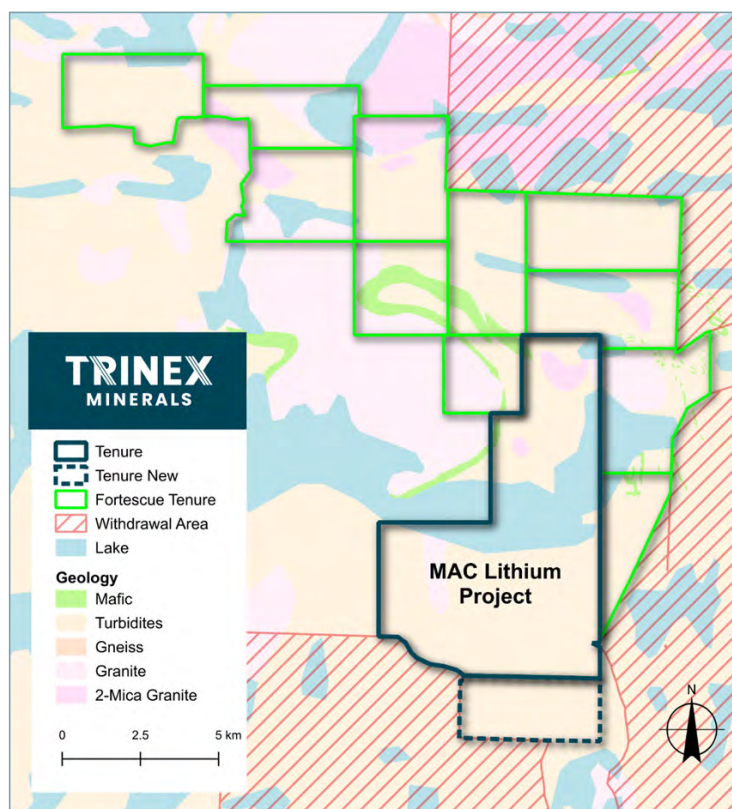 TRINEX
MINERALS
Tenure
Tenure New
Fortescue Tenure
Withdrawal Area
Lake
Geology
Mafic
Turbidites
Gneiss
Granite
2-Mica Granite
0 2.5 5 km
MAC Lithium
Project
N